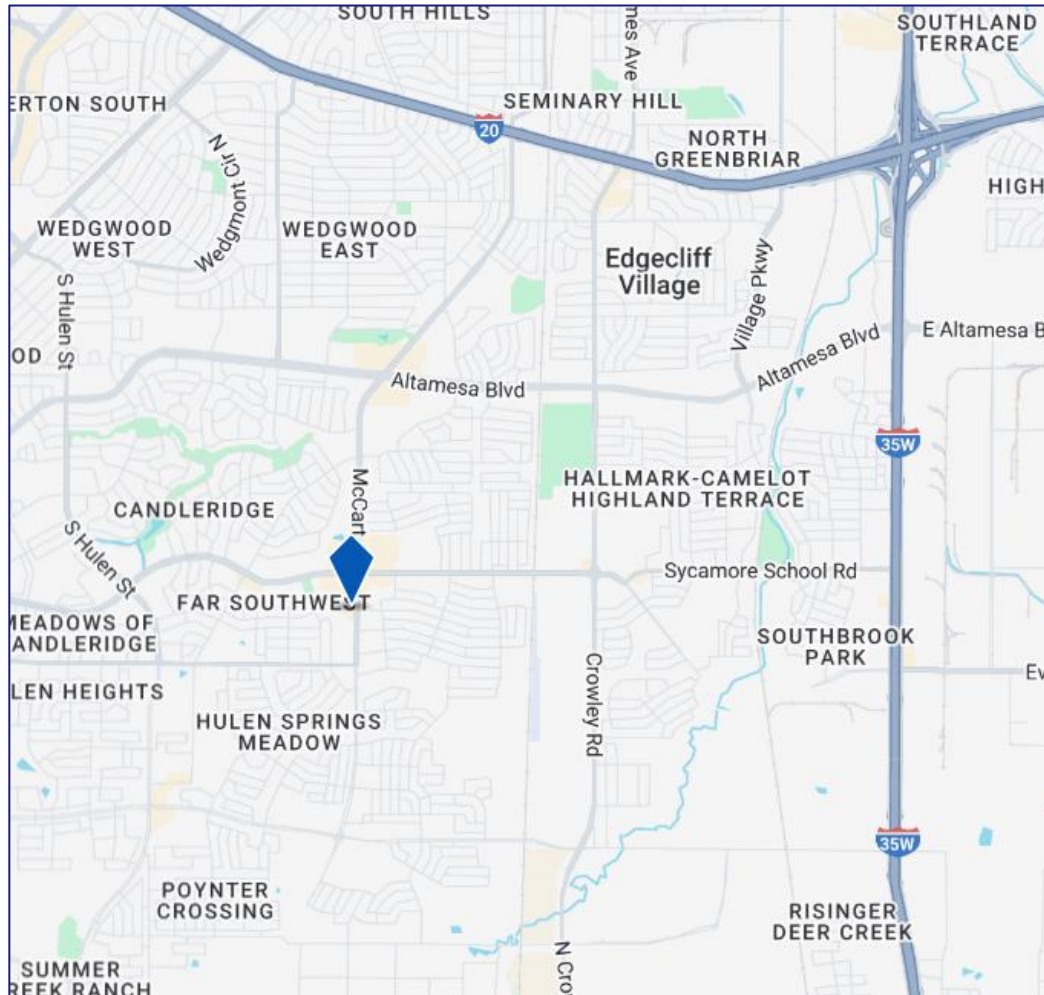 SOUTH HILLS
mes Ave
SOUTHLAND
TERRACE
ERTON SOUTH
SEMINARY HILL
20
NORTH
GREENBRIAR
HIGH
Wedgmont Cir N
WEDGWOOD
WEST
WEDGWOOD
EAST
Edgecliff
Village
S Hulen St
Village Pkwy
OD
Altamesa Blvd
Altamesa Blvd
E Altamesa B
35W
McCart
HALLMARK-CAMELOT
HIGHLAND TERRACE
CANDLERIDGE
S Hulen St
Sycamore School Rd
FAR SOUTHWEST
MEADOWS OF
ANDLERIDGE
SOUTHBROOK
PARK
Crowley Rd
Ev
LEN HEIGHTS
HULEN SPRINGS
MEADOW
35W
POYNTER
CROSSING
RISINGER
DEER CREEK
N Cro
SUMMER
REEK RANCH